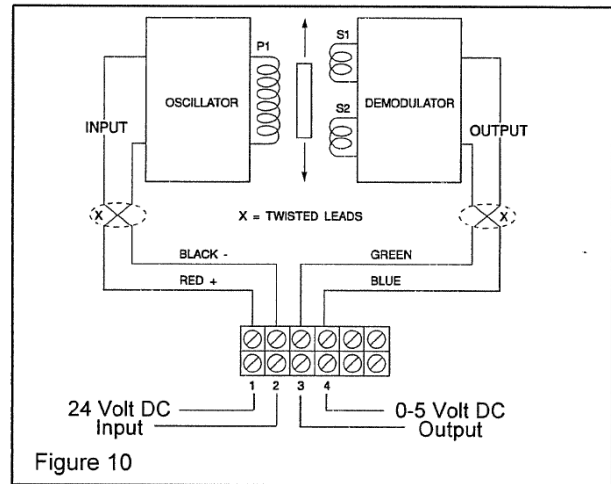 P1
S1
S2
OSCILLATOR
DEMODULATOR
INPUT
OUTPUT
X
X = TWISTED LEADS
X
BLACK -
GREEN
RED +
BLUE
1 2 3 4
24 Volt DC
Input
0-5 Volt DC
Output
Figure 10